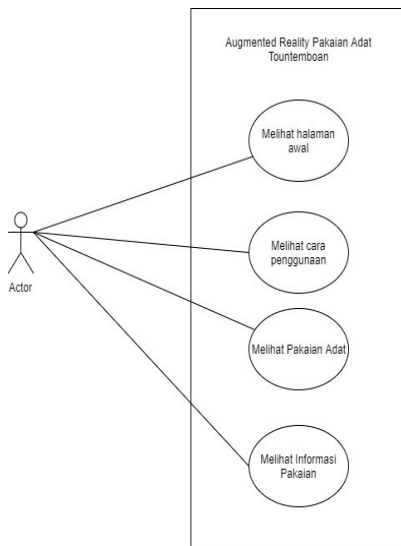 Augmented Reality Pakaian Adat
Tountemboan
Melihat halaman
awal
Melihat cara
penggunaan
Actor
Melihat Pakaian Adat
Melihat Informasi
Pakaian